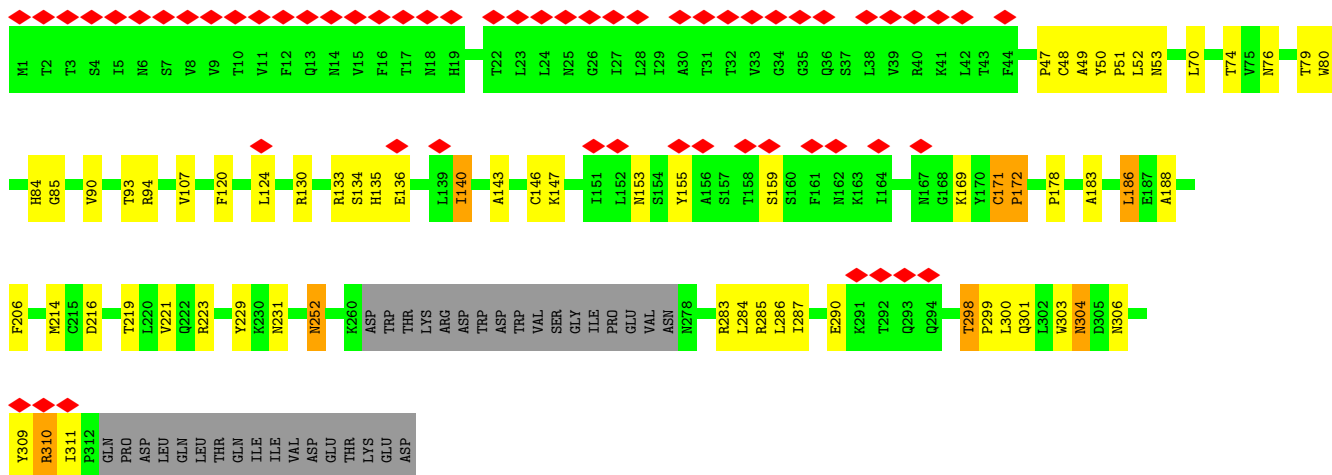 M1 T2 T3 S4 I5 N6 S7 V8 V9 T10 V11 F12 Q13 N14 V15 F16 T17 N18 H19 T22 L23 L24 N25 G26 I27 L28 I29 A30 T31 T32 V33 G34 G35 Q36 S37 L38 V39 R40 K41 L42 T43 F44 P47 C48 A49 Y50 P51 L52 N53 L70 T74 V75 N76 T79 W80
H84 G85 V90 T93 R94 V107 F120 L124 R130 R133 S134 H135 E136 L139 I140 A143 C146 K147 I151 L152 N153 S154 Y155 A156 S157 T158 S159 S160 F161 N162 K163 I164 N167 G168 K169 Y170 C171 P172 P178 A183 L186 E187 A188
F206 M214 C215 D216 T219 L220 V221 Q222 R223 Y229 K230 N231 N252 K260 ASP TRP THR LYS ARG ASP TRP ASP TRP VAL SER GLY ILE PRO GLU VAL ASN N278 R283 L284 R285 L286 I287 E290 K291 T292 Q293 Q294 T298 P299 L300 Q301 L302 W303 N304 D305 N306
Y309 R310 I311 P312 GLN PRO ASP LEU GLN LEU THR GLN ILE ILE VAL ASP GLU THR LYS GLU ASP